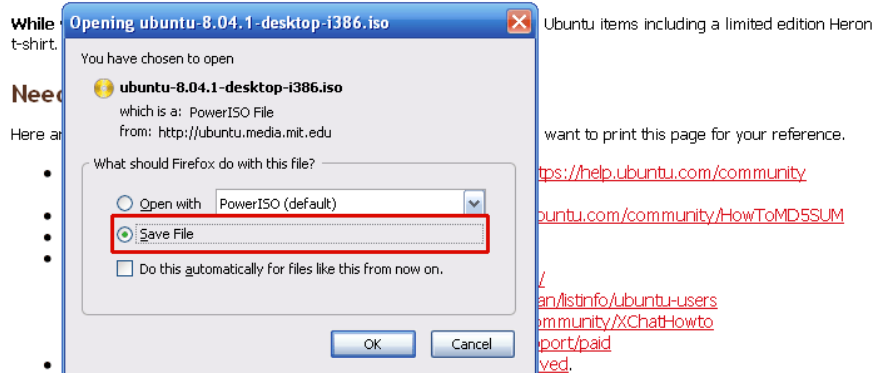 While
Opening ubuntu-8.04.1-desktop-i386.iso
Ubuntu items including a limited edition Heron
t-shirt.
You have chosen to open
ubuntu-8.04.1-desktop-i386.iso
which is a: PowerISO File
from: http://ubuntu.media.mit.edu
Need
Here
want to print this page for your reference.
What should Firefox do with this file?
tps://help.ubuntu.com/community
Open with PowerISO (default)
ountu.com/community/HowToMD5SUM
Save File
Do this automatically for files like this from now on.
/
an/listinfo/ubuntu-users
mmunity/XChatHowto
OK Cancel
port/paid
ved.